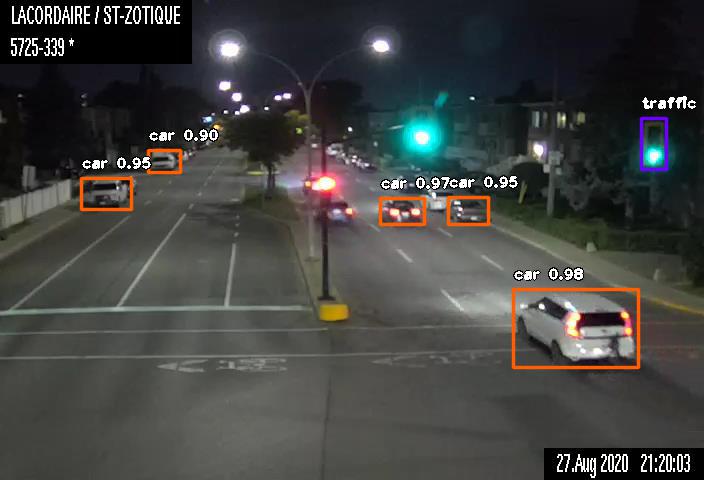 LACORDAIRE / ST-ZOTIQUE
5725-339 *
traffic
car 0.90
car 0.95
car 0.97
car 0.95
car 0.98
27.Aug 2020 21:20:03